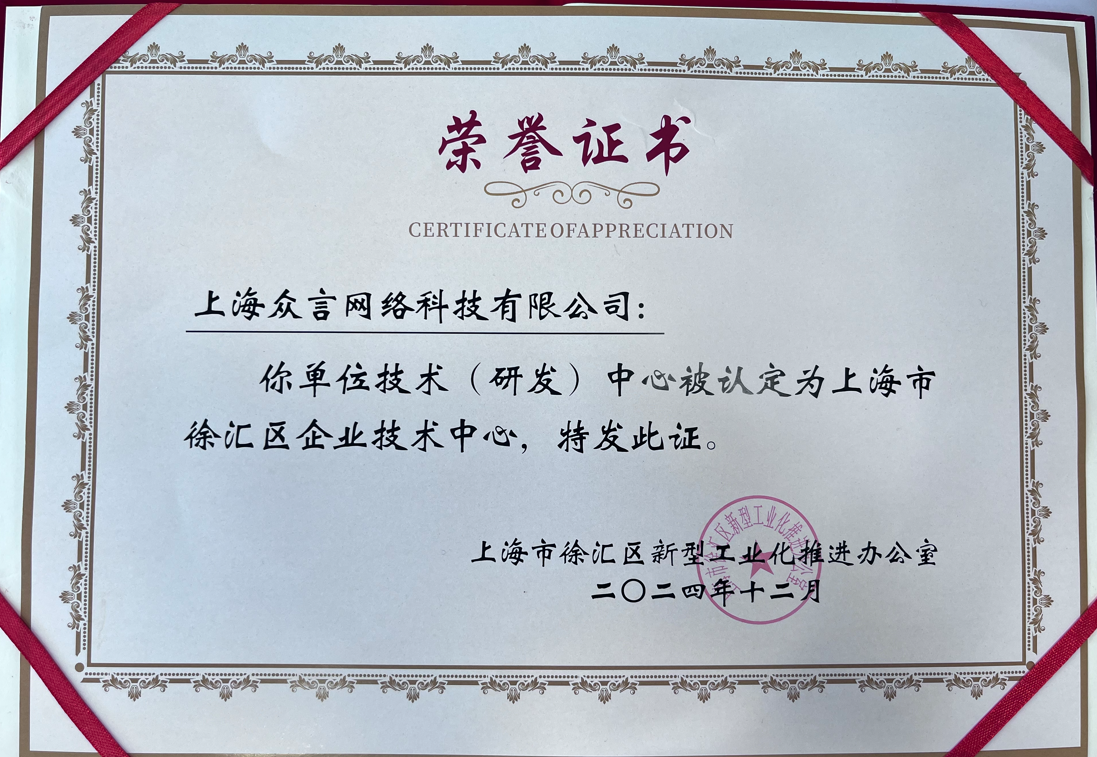 荣誉证书
CERTIFICATE OF APPRECIATION
上海众言网络科技有限公司：
你单位技术（研发）中心被认定为上海市
徐汇区企业技术中心，特发此证。
上海市徐汇区新型工业化推进办公室
二〇二四年十二月